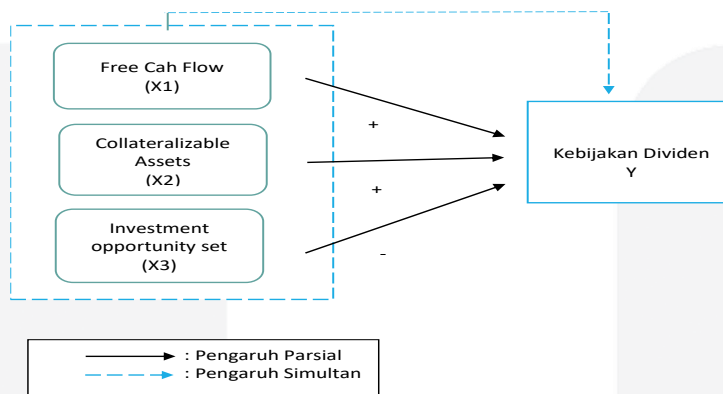 Free Cah Flow
(X1)
+
Collateralizable
Assets
(X2)
+
Investment
opportunity set
(X3)
-
Kebijakan Dividen
Y
: Pengaruh Parsial
: Pengaruh Simultan